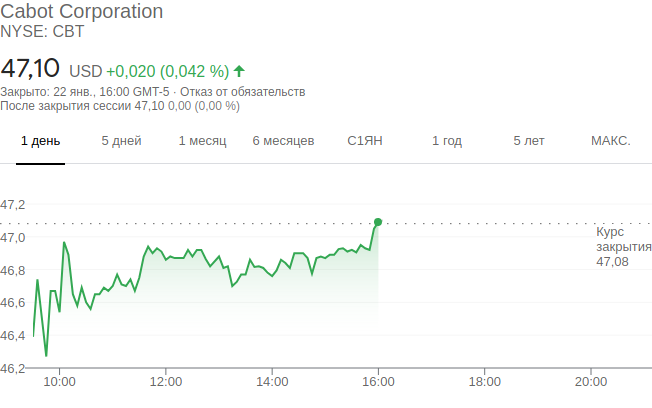 Cabot Corporation
NYSE: CBT
47,10 USD +0,020 (0,042 %)
Закрыто: 22 янв., 16:00 GMT-5 · Отказ от обязательств
После закрытия сессии 47,10 0,00 (0,00 %)
1 день 5 дней 1 месяц 6 месяцев С1ЯН 1 год 5 лет МАКС.
47,2
47,0
46,8
46,6
46,4
46,2
Курс
закрытия
47,08
10:00 12:00 14:00 16:00 18:00 20:00